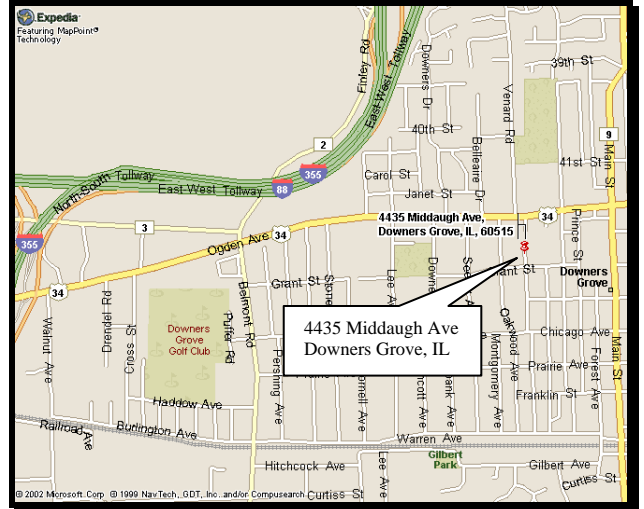 Expedia
Featuring MapPoint®
Technology
Finley Rd
East-West Tollway
Downers Dr
Venard Rd
39th St
40th St
2
9
Main St
355
Carol St
Belleaire Dr
41st St
North-South Tollway
East-West Tollway
88
Janet St
4435 Middaugh Ave,
Downers Grove, IL, 60515
34
Prince St
3
Ogden Ave
34
355
Grant St
Lee Ave
Downers
Grove
34
Belmont Rd
4435 Middaugh Ave
Downers Grove, IL
Walnut Ave
Drendel Rd
Cross St
Downers
Grove
Golf Club
Puffer Rd
Oakwood Ave
Montgomery Ave
Chicago Ave
Forest Ave
Main St
Prairie Ave
Pershing Ave
Franklin St
Haddow Ave
Railroad Ave
Burlington Ave
Warren Ave
Gilbert
Park
Hitchcock Ave
Lee Ave
Gilbert Ave
Curtiss St
Curtiss St
© 2002 Microsoft Corp © 1999 NavTech, GDT, Inc. and/or Compusearch